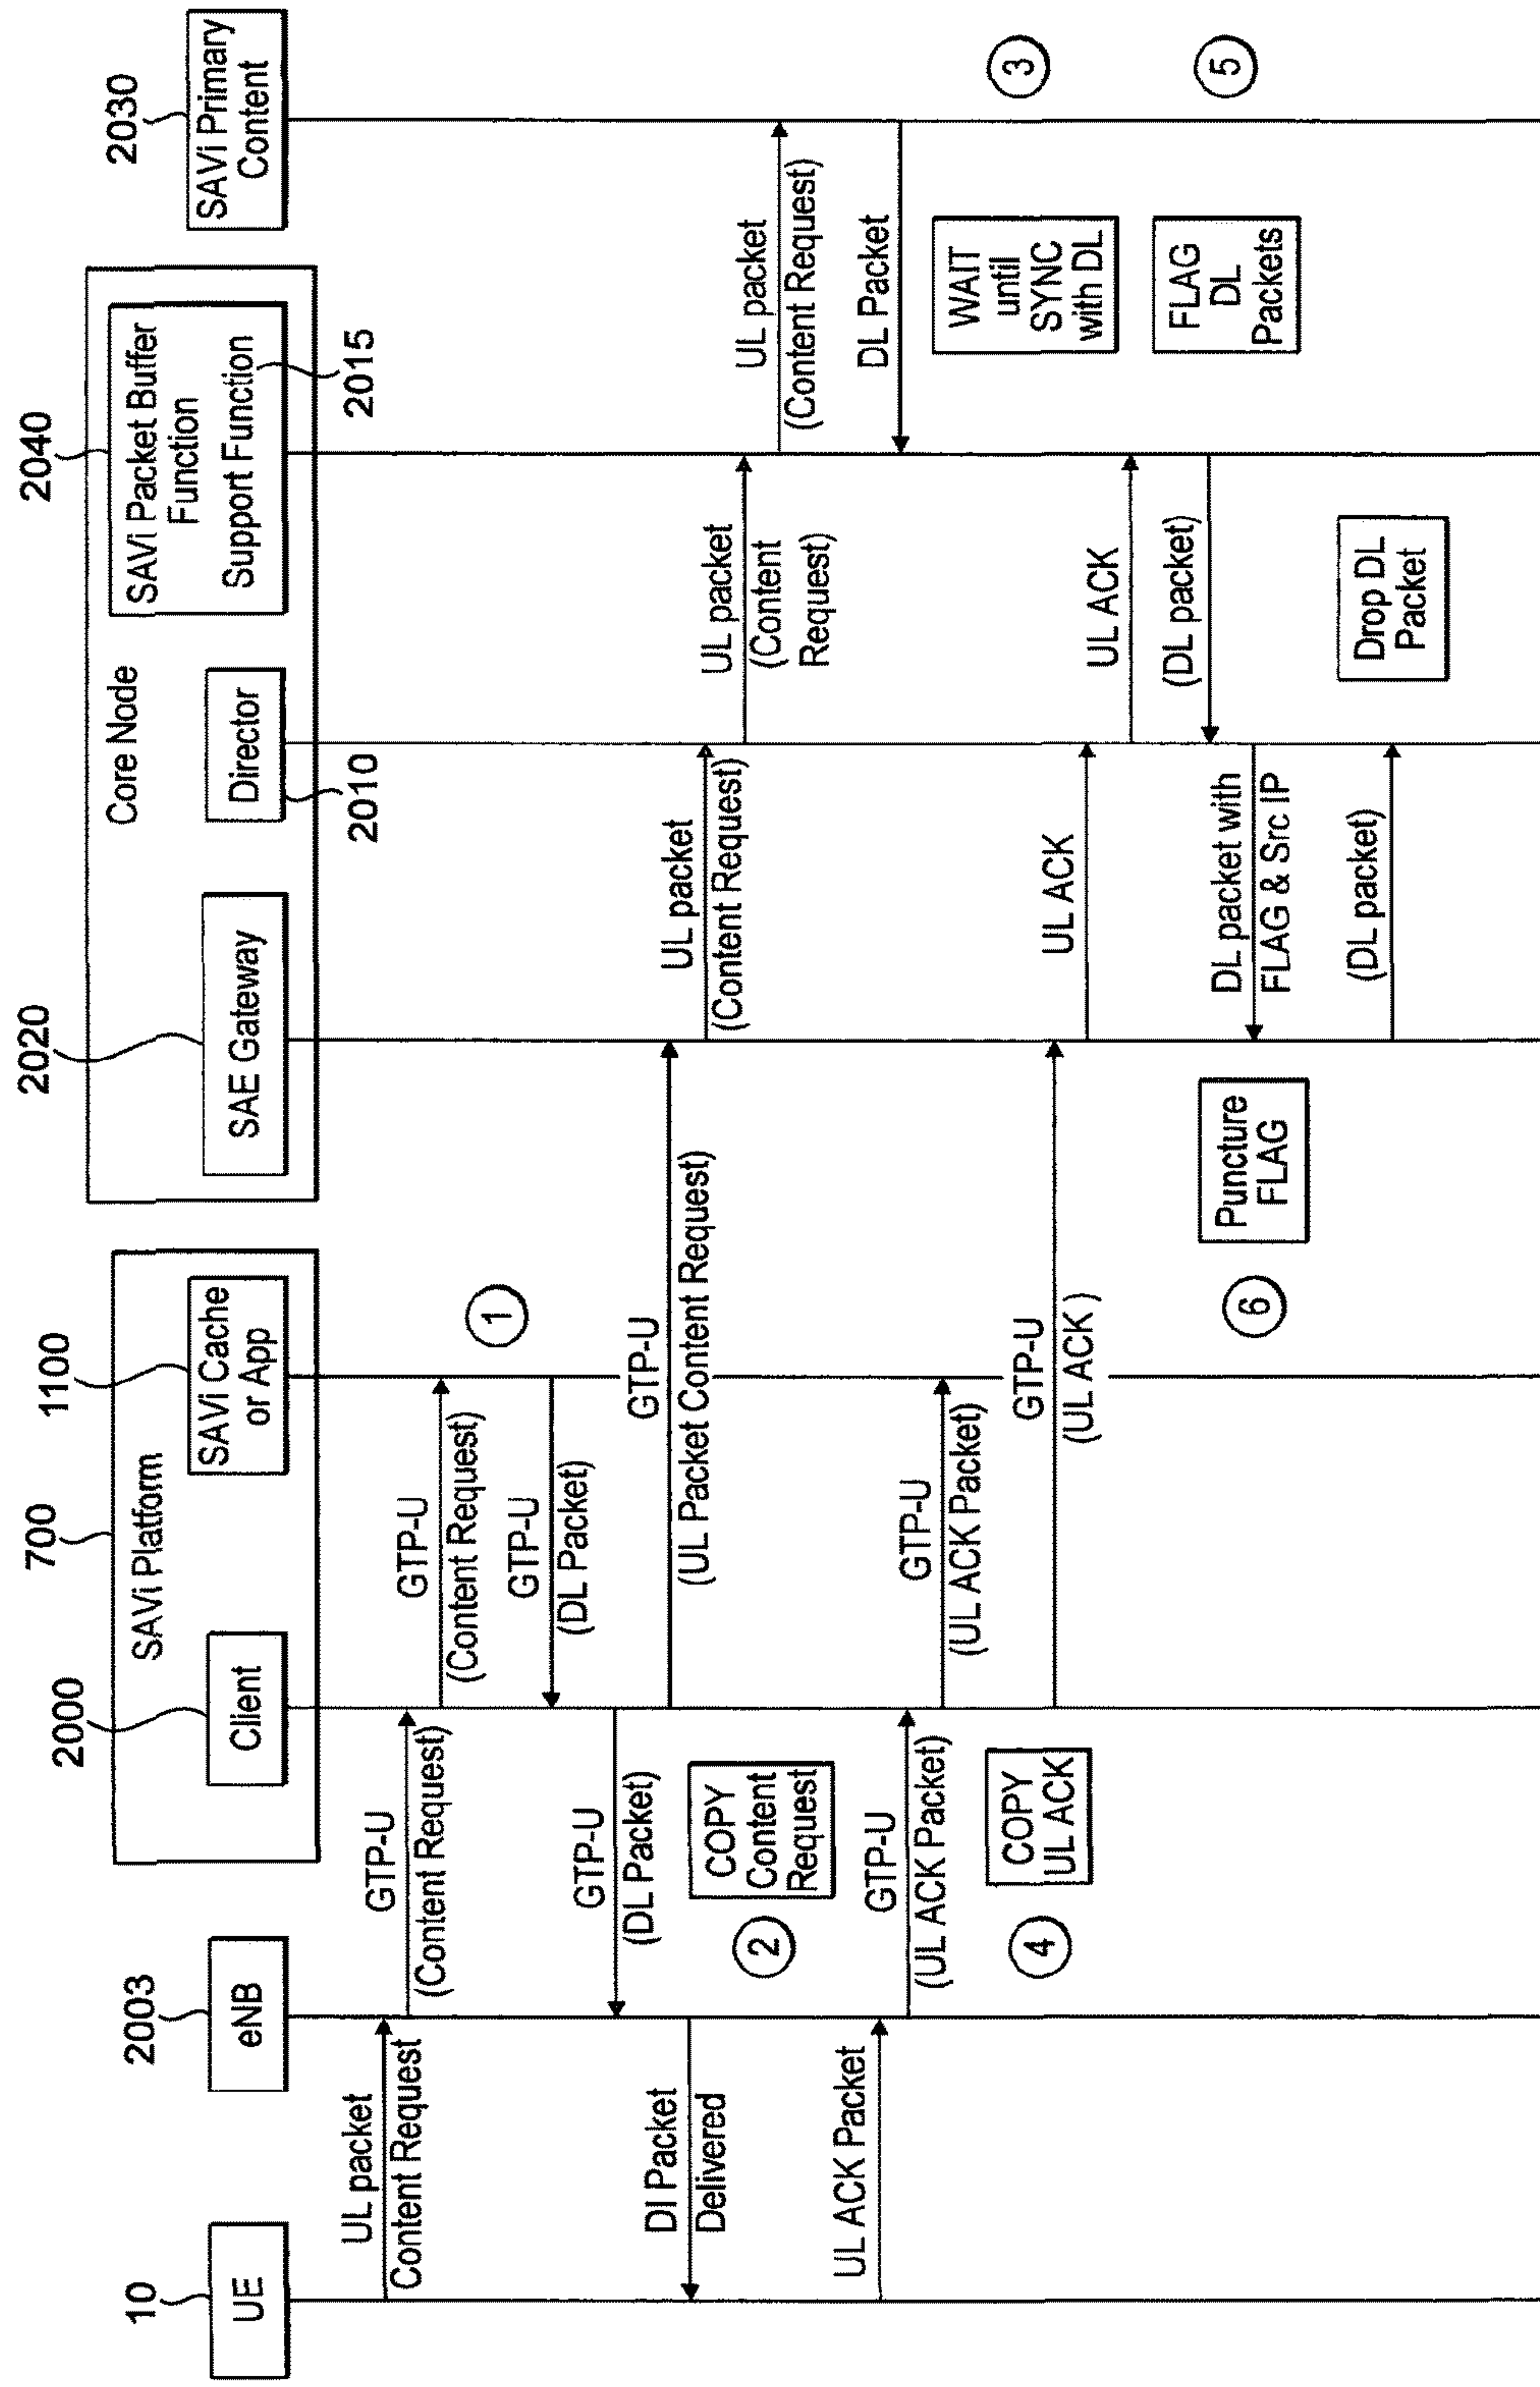 10
UE
2003
eNB
700
SAVi Platform
2000
Client
1100
SAVi Cache
or App
Core Node
2020
SAE Gateway
Director
2010
2040
SAVi Packet Buffer
Function
Support Function
2015
2030
SAVi Primary
Content
UL packet
Content Request
GTP-U
(Content Request)
GTP-U
(Content Request)
1
GTP-U
(DL Packet)
GTP-U
(DL Packet)
DI Packet
Delivered
2
COPY
Content
Request
GTP-U
(UL Packet Content Request)
UL packet
(Content Request)
UL packet
(Content
Request)
UL packet
(Content Request)
DL Packet
3
WAIT
until
SYNC
with DL
UL ACK Packet
GTP-U
(UL ACK Packet)
GTP-U
(UL ACK Packet)
4
COPY
UL ACK
GTP-U
(UL ACK )
UL ACK
UL ACK
5
FLAG
DL
Packets
(DL packet)
DL packet with
FLAG & Src IP
6
Puncture
FLAG
(DL packet)
Drop DL
Packet